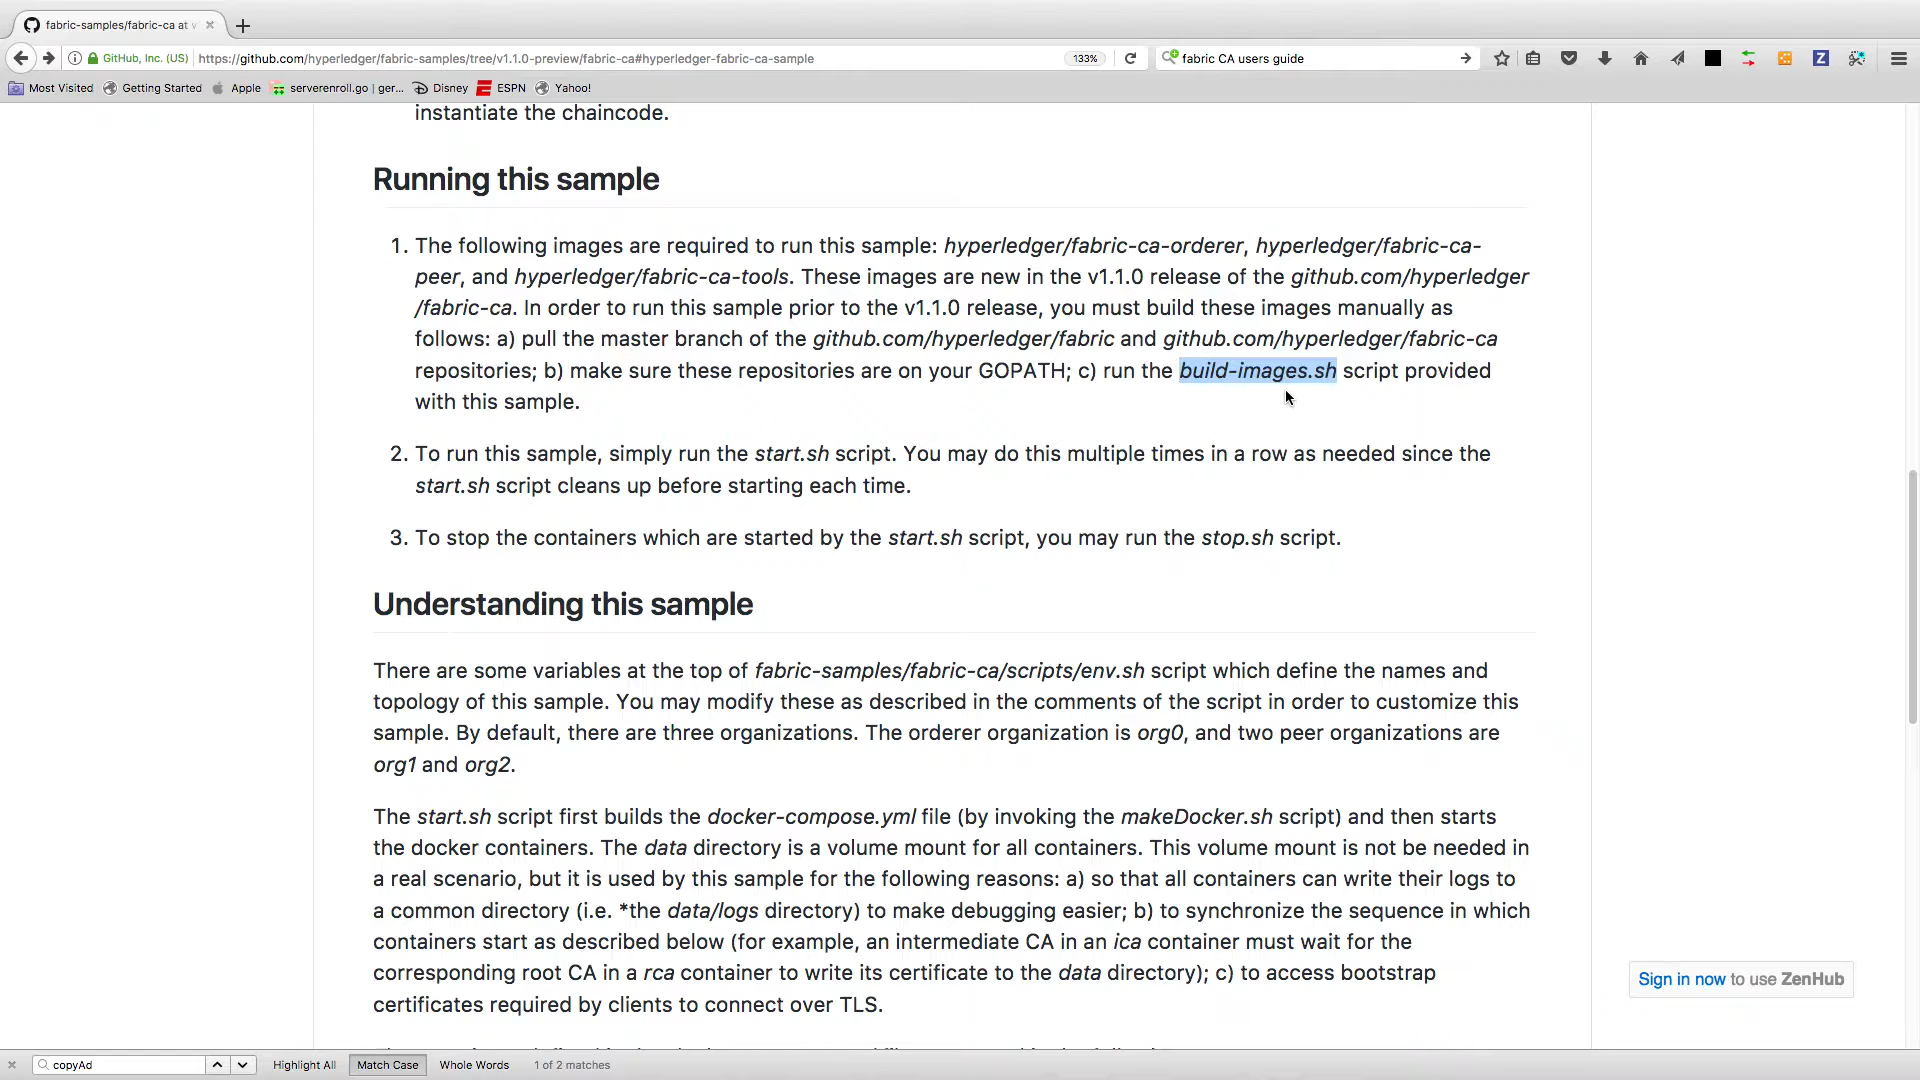 fabric-samples/fabric-ca at v
GitHub, Inc. (US)
https://github.com/hyperledger/fabric-samples/tree/v1.1.0-preview/fabric-ca#hyperledger-fabric-ca-sample
133%
fabric CA users guide
Most Visited
Getting Started
Apple
serverenroll.go | ger...
Disney
ESPN
Yahoo!
instantiate the chaincode.
Running this sample
1. The following images are required to run this sample: hyperledger/fabric-ca-orderer, hyperledger/fabric-ca-
peer, and hyperledger/fabric-ca-tools. These images are new in the v1.1.0 release of the github.com/hyperledger
/fabric-ca. In order to run this sample prior to the v1.1.0 release, you must build these images manually as
follows: a) pull the master branch of the github.com/hyperledger/fabric and github.com/hyperledger/fabric-ca
repositories; b) make sure these repositories are on your GOPATH; c) run the build-images.sh script provided
with this sample.
2. To run this sample, simply run the start.sh script. You may do this multiple times in a row as needed since the
start.sh script cleans up before starting each time.
3. To stop the containers which are started by the start.sh script, you may run the stop.sh script.
Understanding this sample
There are some variables at the top of fabric-samples/fabric-ca/scripts/env.sh script which define the names and
topology of this sample. You may modify these as described in the comments of the script in order to customize this
sample. By default, there are three organizations. The orderer organization is org0, and two peer organizations are
org1 and org2.
The start.sh script first builds the docker-compose.yml file (by invoking the makeDocker.sh script) and then starts
the docker containers. The data directory is a volume mount for all containers. This volume mount is not be needed in
a real scenario, but it is used by this sample for the following reasons: a) so that all containers can write their logs to
a common directory (i.e. *the data/logs directory) to make debugging easier; b) to synchronize the sequence in which
containers start as described below (for example, an intermediate CA in an ica container must wait for the
corresponding root CA in a rca container to write its certificate to the data directory); c) to access bootstrap
certificates required by clients to connect over TLS.
Sign in now to use ZenHub
copyAd
Highlight All
Match Case
Whole Words
1 of 2 matches